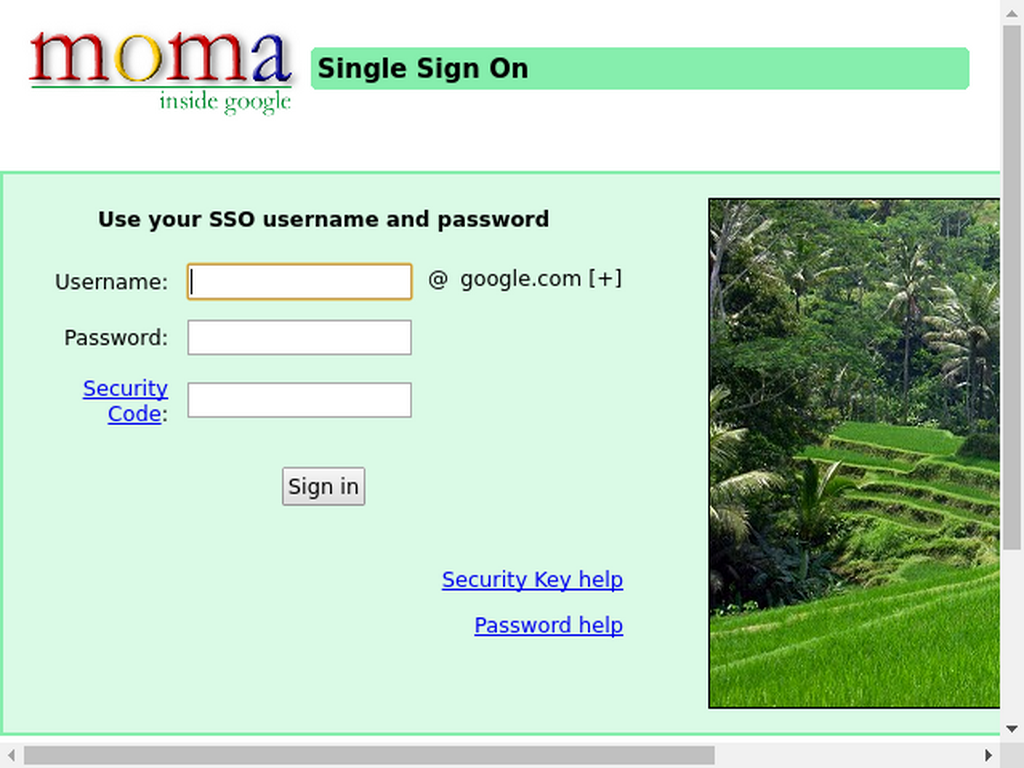 moma
inside google
Single Sign On
Use your SSO username and password
Username:
@ google.com [+]
Password:
Security
Code:
Sign in
Security Key help
Password help